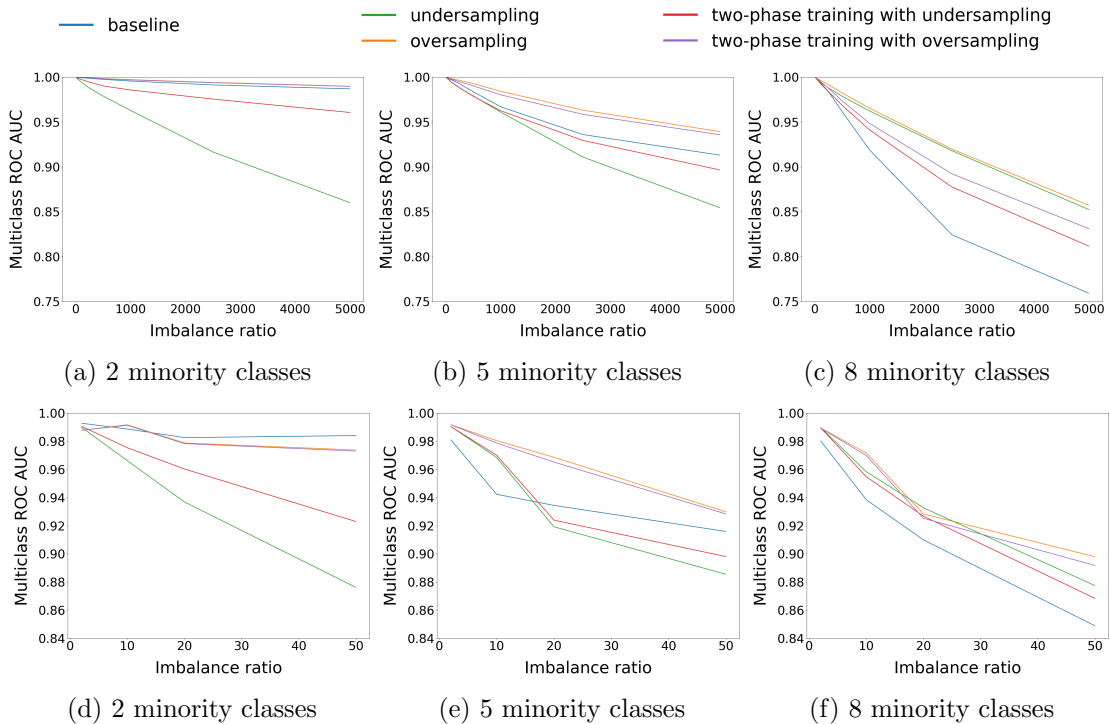 baseline
undersampling
oversampling
two-phase training with undersampling
two-phase training with oversampling
Multiclass ROC AUC
1.00
0.95
0.90
0.85
0.80
0.75
0 1000 2000 3000 4000 5000
Imbalance ratio
(a) 2 minority classes
Multiclass ROC AUC
1.00
0.95
0.90
0.85
0.80
0.75
0 1000 2000 3000 4000 5000
Imbalance ratio
(b) 5 minority classes
Multiclass ROC AUC
1.00
0.95
0.90
0.85
0.80
0.75
0 1000 2000 3000 4000 5000
Imbalance ratio
(c) 8 minority classes
Multiclass ROC AUC
1.00
0.98
0.96
0.94
0.92
0.90
0.88
0.86
0.84
0 10 20 30 40 50
Imbalance ratio
(d) 2 minority classes
Multiclass ROC AUC
1.00
0.98
0.96
0.94
0.92
0.90
0.88
0.86
0.84
0 10 20 30 40 50
Imbalance ratio
(e) 5 minority classes
Multiclass ROC AUC
1.00
0.98
0.96
0.94
0.92
0.90
0.88
0.86
0.84
0 10 20 30 40 50
Imbalance ratio
(f) 8 minority classes